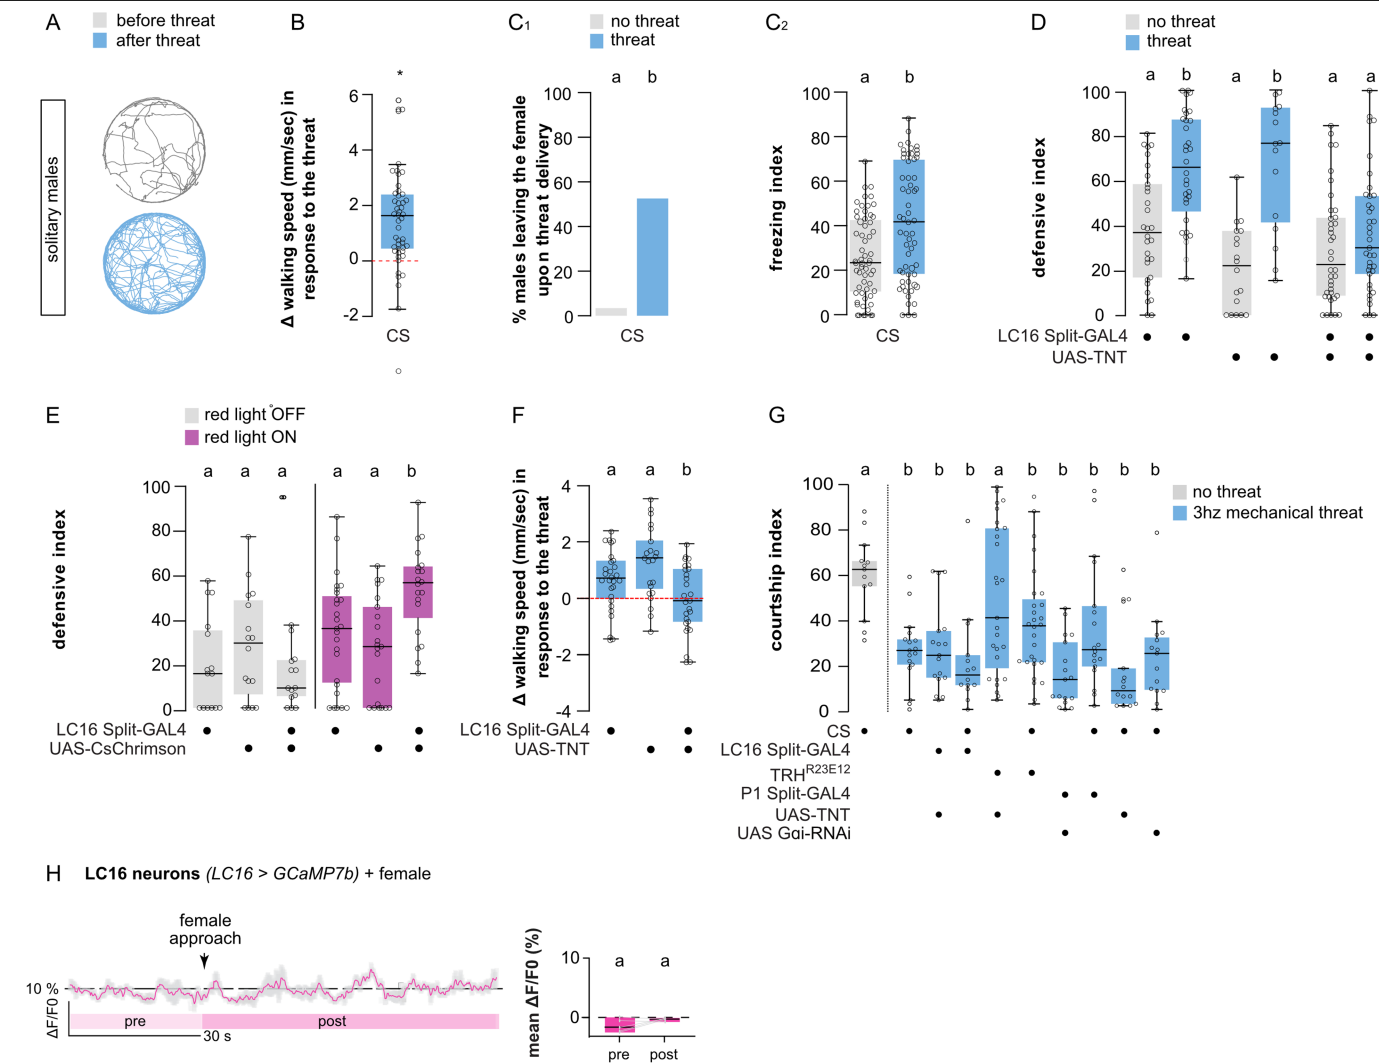 A
before threat
after threat
solitary males
B
Δ walking speed (mm/sec) in
response to the threat
*
6
4
2
0
-2
CS
C1
no threat
threat
% males leaving the female
upon threat delivery
a b
100
80
60
40
20
0
CS
C2
freezing index
a b
100
80
60
40
20
0
CS
D
no threat
threat
defensive index
a b a b a a
100
80
60
40
20
0
LC16 Split-GAL4
UAS-TNT
E
red light OFF
red light ON
defensive index
a a a a a b
100
80
60
40
20
0
LC16 Split-GAL4
UAS-CsChrimson
F
Δ walking speed (mm/sec) in
response to the threat
a a b
4
2
0
-2
-4
LC16 Split-GAL4
UAS-TNT
G
no threat
3hz mechanical threat
courtship index
a b b b a b b b b b
100
80
60
40
20
0
CS
LC16 Split-GAL4
TRHR23E12
P1 Split-GAL4
UAS-TNT
UAS Gαi-RNAi
H LC16 neurons (LC16 > GCaMP7b) + female
female
approach
10 %
ΔF/F0
pre post
30 s
mean ΔF/F0 (%)
a a
10
0
pre post